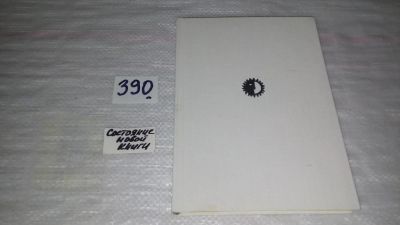 390
Состояние
новой
книги